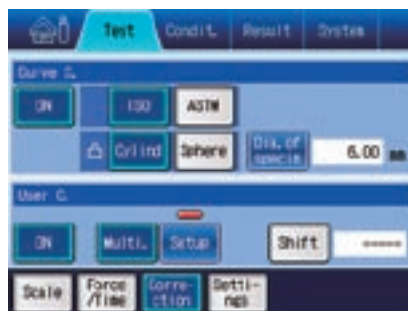 Test Condit. Result System
Curve C.
ON ISO ASTM
Cylind Sphere Dia. of specim 6.00 mm
User C.
ON Multi. Setup Shift -----
Scale Force /Time Corre- ction Setti- ngs